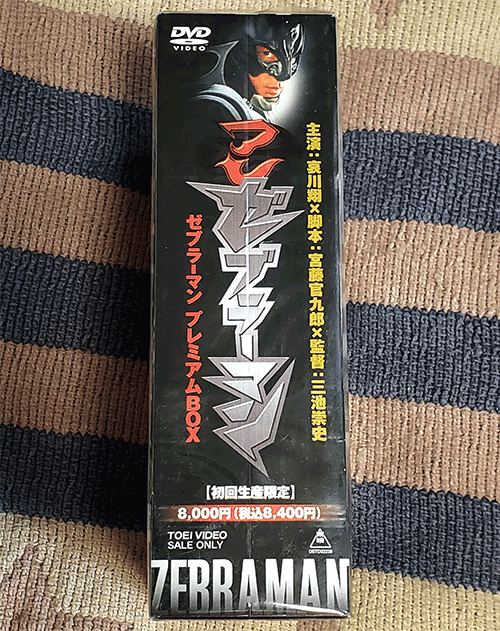 DVD
VIDEO
ゼブラーマン
主演:哀川翔×脚本:宮藤官九郎×監督:三池崇史
ゼブラーマン プレミアムBOX
【初回生産限定】
8,000円(税込8,400円)
TOEI VIDEO
SALE ONLY
DSTD02238
ZEBRAMAN